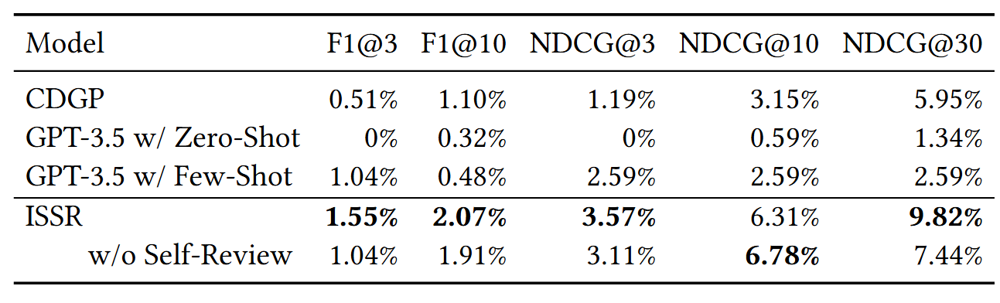 Model F1@3 F1@10 NDCG@3 NDCG@10 NDCG@30
CDGP 0.51% 1.10% 1.19% 3.15% 5.95%
GPT-3.5 w/ Zero-Shot 0% 0.32% 0% 0.59% 1.34%
GPT-3.5 w/ Few-Shot 1.04% 0.48% 2.59% 2.59% 2.59%
ISSR 1.55% 2.07% 3.57% 6.31% 9.82%
w/o Self-Review 1.04% 1.91% 3.11% 6.78% 7.44%